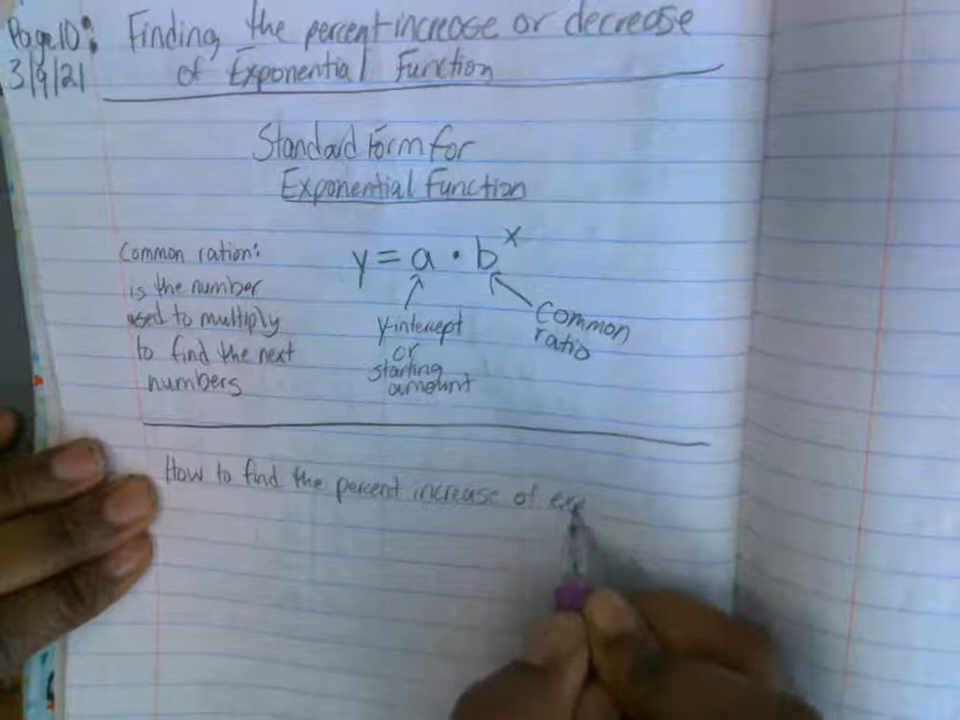 Page 10: Finding the percent increase or decrease
3/9/21 of Exponential Function
Standard Form for
Exponential Function
y = a · b^x
Common ration:
is the number
used to multiply
to find the next
numbers
y-intercept
or
starting
amount
Common
ratio
How to find the percent increase of exp